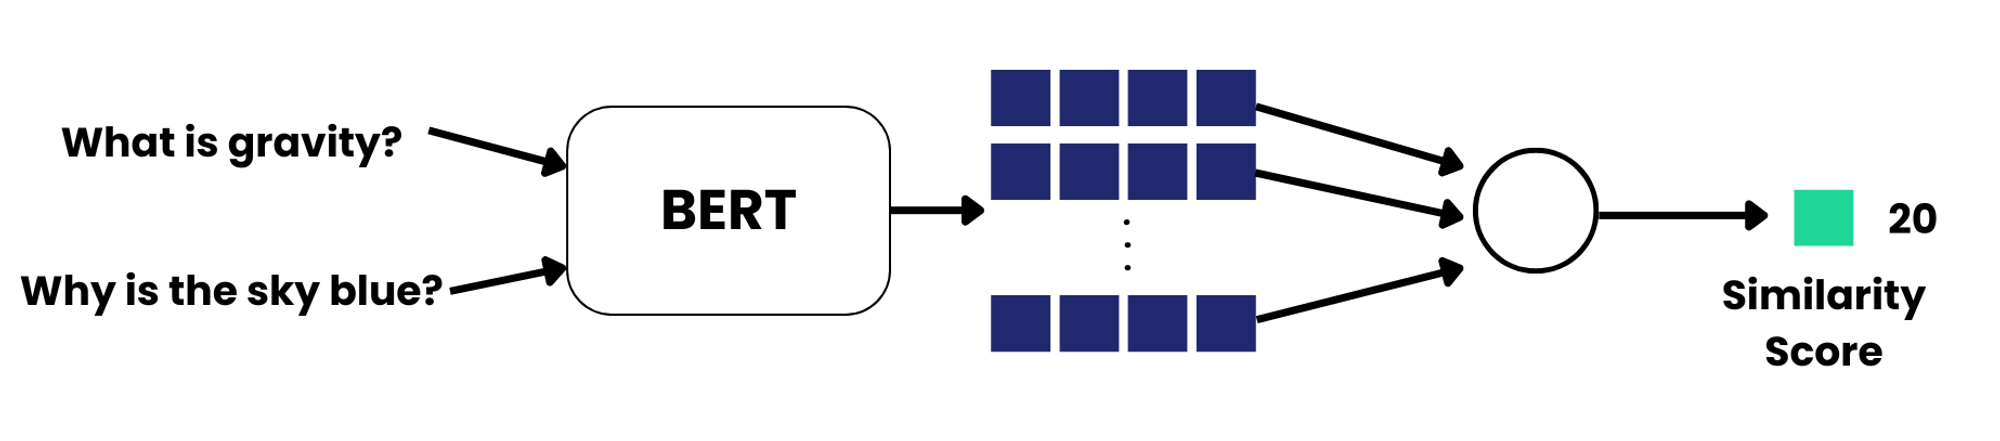 What is gravity?
Why is the sky blue?
BERT
20
Similarity
Score